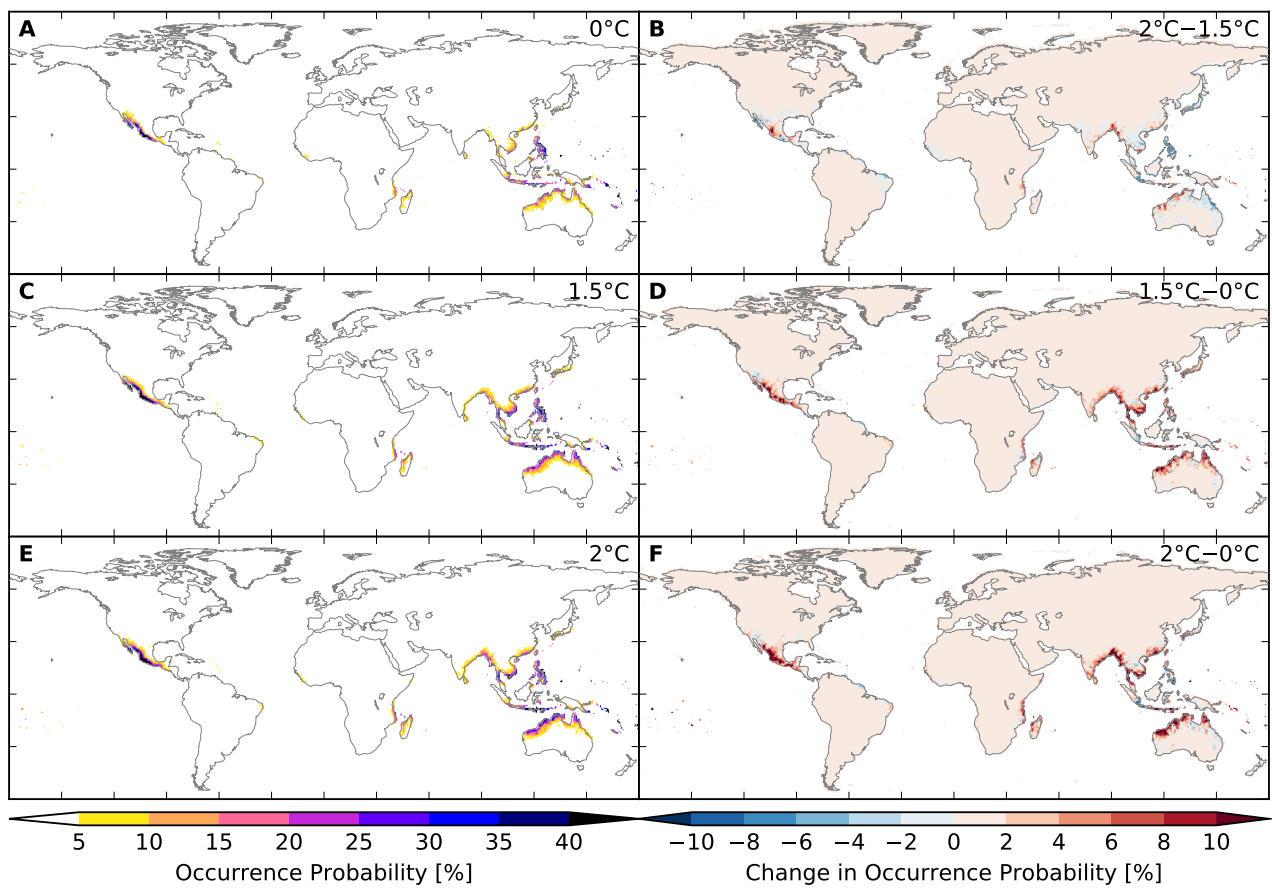 A 0°C
B 2°C−1.5°C
C 1.5°C
D 1.5°C−0°C
E 2°C
F 2°C−0°C
5 10 15 20 25 30 35 40
−10 −8 −6 −4 −2 0 2 4 6 8 10
Occurrence Probability [%]
Change in Occurrence Probability [%]